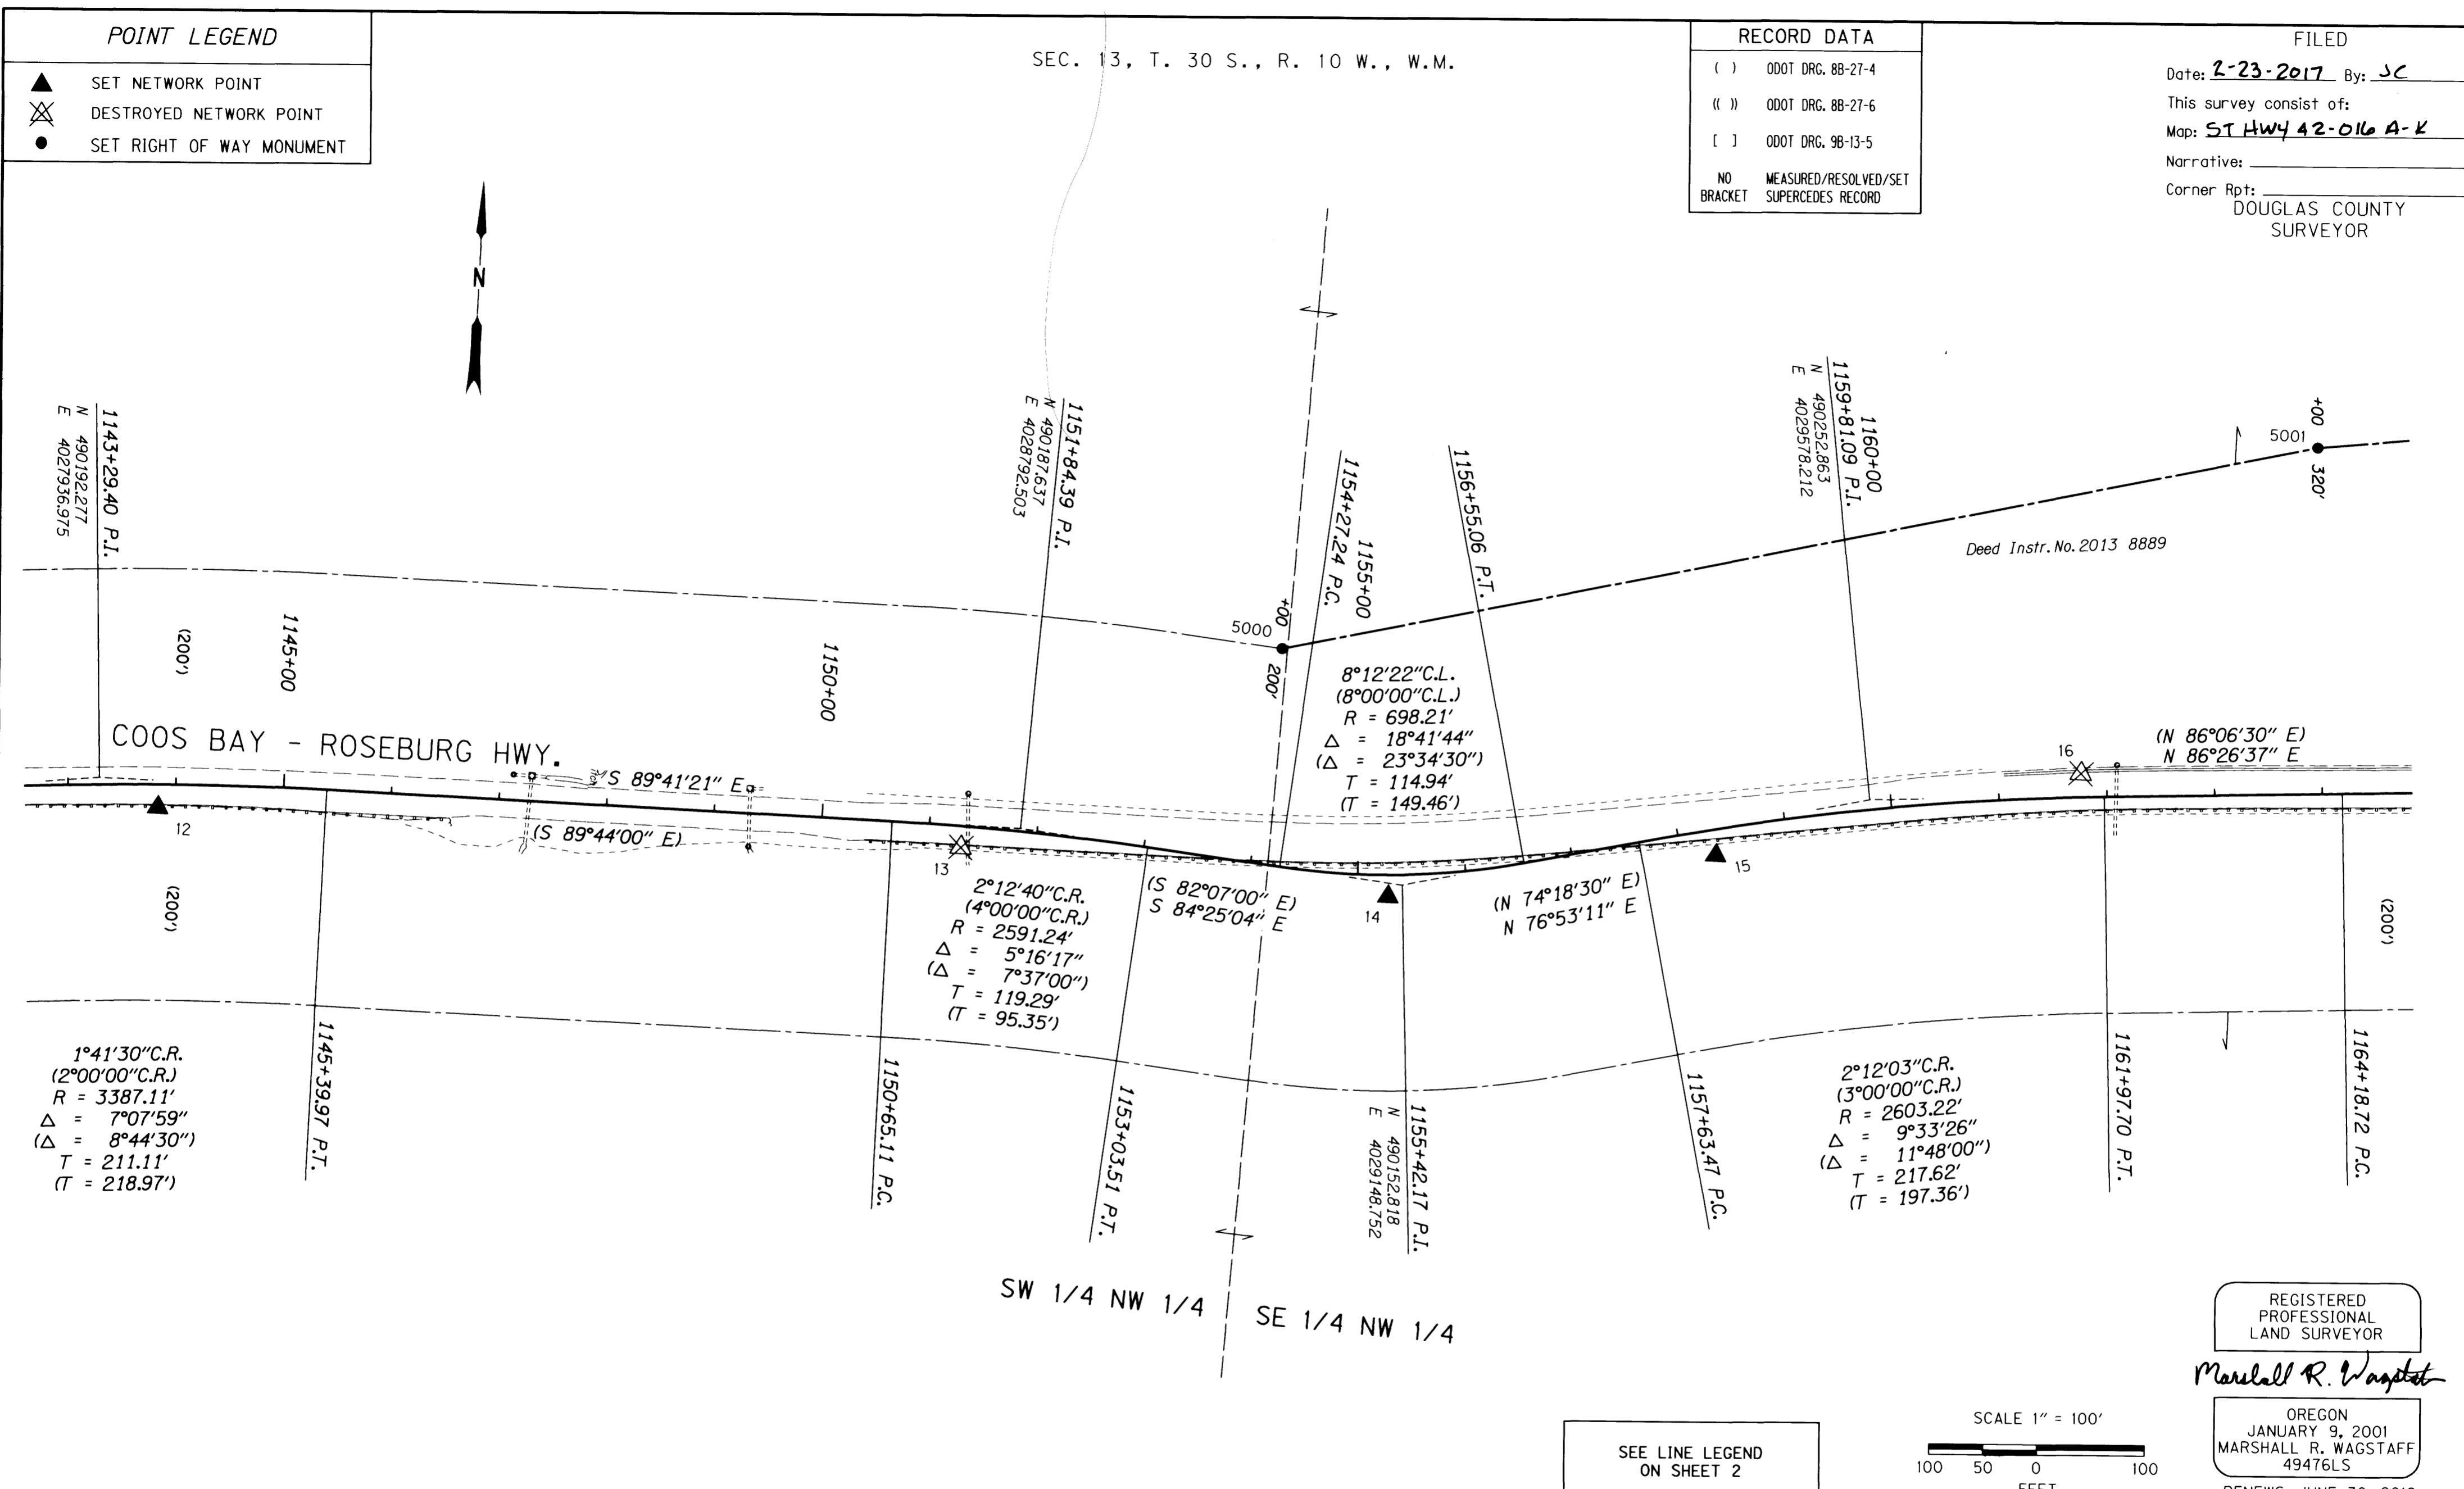 POINT LEGEND
SET NETWORK POINT
DESTROYED NETWORK POINT
SET RIGHT OF WAY MONUMENT
SEC. 13, T. 30 S., R. 10 W., W.M.
RECORD DATA
( ) ODOT DRG. 8B-27-4
(( )) ODOT DRG. 8B-27-6
[ ] ODOT DRG. 9B-13-5
NO BRACKET MEASURED/RESOLVED/SET
SUPERCEDES RECORD
FILED
Date: 2-23-2017 By: JC
This survey consist of:
Map: ST HWY 42-016 A-K
Narrative:
Corner Rpt:
DOUGLAS COUNTY
SURVEYOR
N
1143+29.40 P.I.
N 490192.277
E 4027936.975
1151+84.39 P.I.
N 490187.637
E 4028792.503
1155+00
1154+27.24 P.C.
1156+55.06 P.T.
1160+00
1159+81.09 P.I.
N 490252.863
E 4029578.212
+00
5001
320'
Deed Instr. No. 2013 8889
(200')
1145+00
1150+00
5000
+00
200'
8°12'22"C.L.
(8°00'00"C.L.)
R = 698.21'
Δ = 18°41'44"
(Δ = 23°34'30")
T = 114.94'
(T = 149.46')
COOS BAY - ROSEBURG HWY.
S 89°41'21" E
(S 89°44'00" E)
(N 86°06'30" E)
N 86°26'37" E
12
13
14
15
16
(200')
2°12'40"C.R.
(4°00'00"C.R.)
R = 2591.24'
Δ = 5°16'17"
(Δ = 7°37'00")
T = 119.29'
(T = 95.35')
(S 82°07'00" E)
S 84°25'04" E
(N 74°18'30" E)
N 76°53'11" E
(200')
1°41'30"C.R.
(2°00'00"C.R.)
R = 3387.11'
Δ = 7°07'59"
(Δ = 8°44'30")
T = 211.11'
(T = 218.97')
1145+39.97 P.T.
1150+65.11 P.C.
1153+03.51 P.T.
1155+42.17 P.I.
N 490152.818
E 4029148.752
1157+63.47 P.C.
2°12'03"C.R.
(3°00'00"C.R.)
R = 2603.22'
Δ = 9°33'26"
(Δ = 11°48'00")
T = 217.62'
(T = 197.36')
1161+97.70 P.T.
1164+18.72 P.C.
SW 1/4 NW 1/4
SE 1/4 NW 1/4
REGISTERED
PROFESSIONAL
LAND SURVEYOR
Marshall R. Wagstaff
OREGON
JANUARY 9, 2001
MARSHALL R. WAGSTAFF
49476LS
SEE LINE LEGEND
ON SHEET 2
SCALE 1" = 100'
100 50 0 100